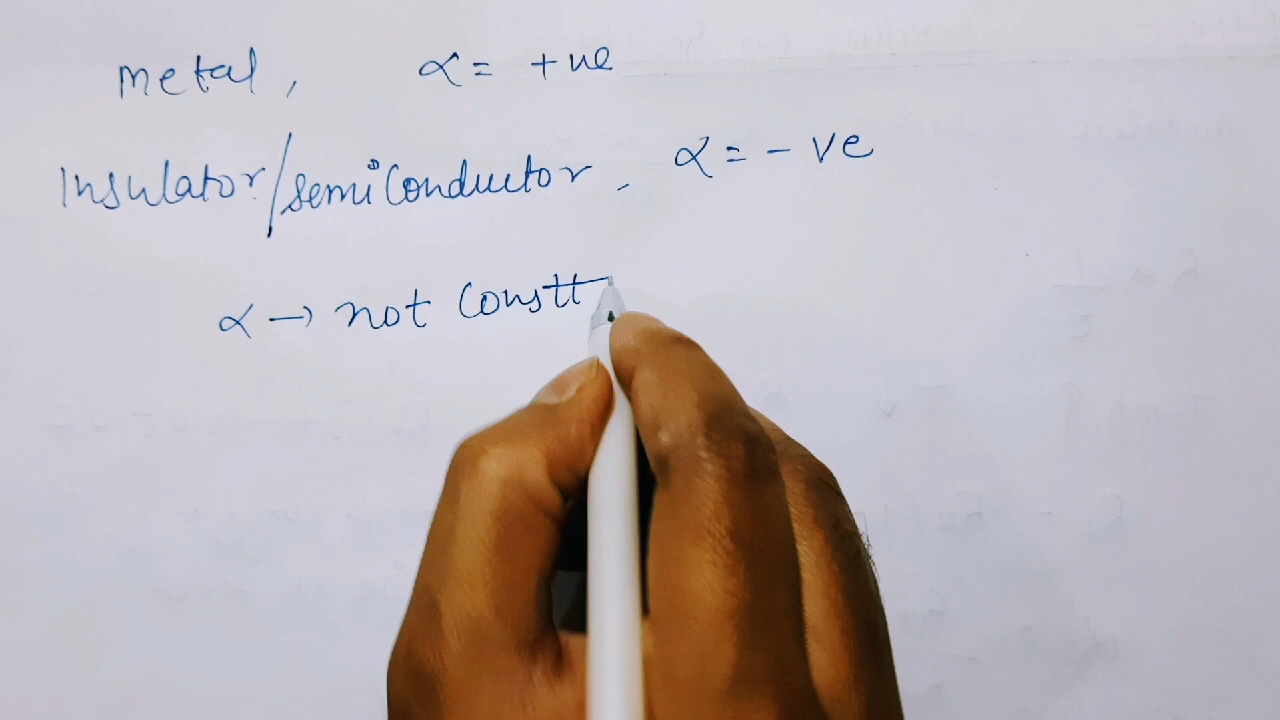 Metal, α = +ve
Insulator/semiconductor, α = -ve
α → not constt